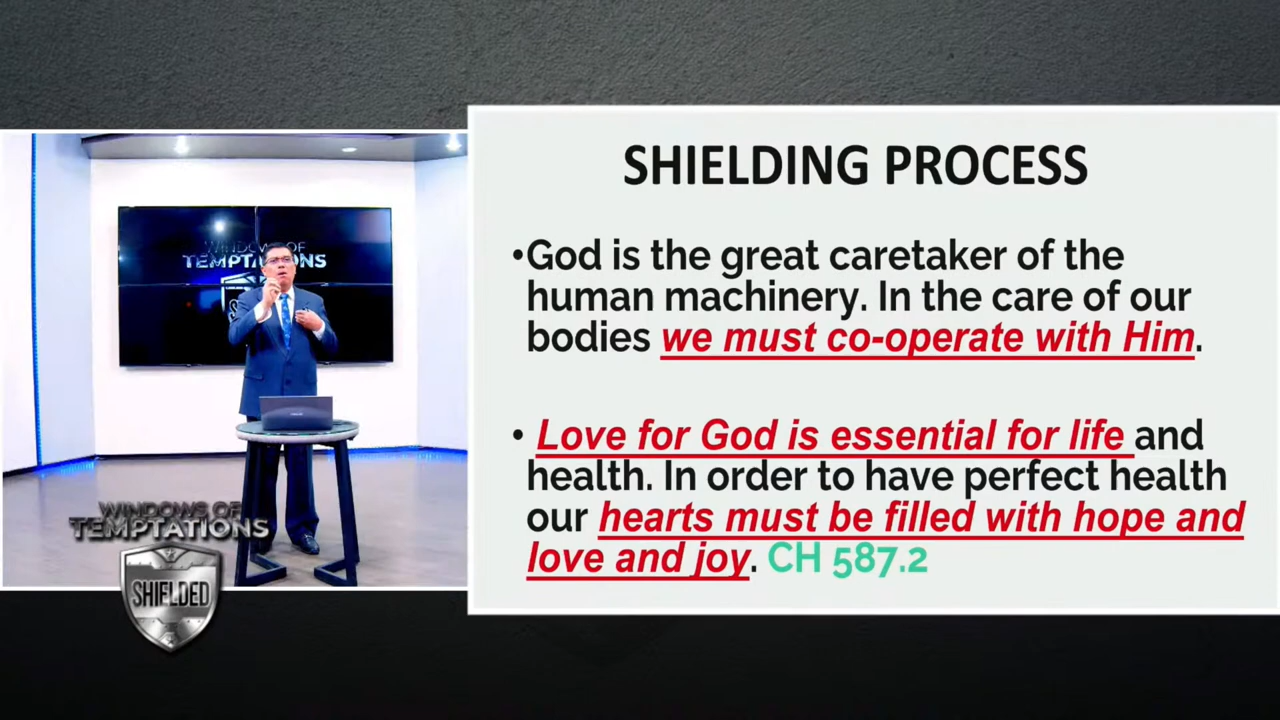 SHIELDING PROCESS
•God is the great caretaker of the
human machinery. In the care of our
bodies we must co-operate with Him.
• Love for God is essential for life and
health. In order to have perfect health
our hearts must be filled with hope and
love and joy. CH 587.2
WINDOWS OF
TEMPTATIONS
WINDOWS OF
TEMPTATIONS
SHIELDED